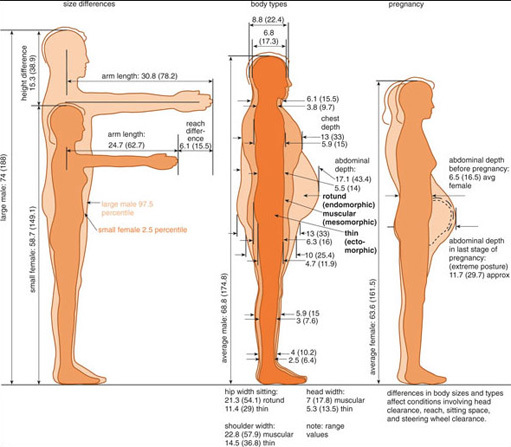 size differences
body types
pregnancy
8.8 (22.4)
6.8
(17.3)
height difference
15.3 (38.9)
arm length: 30.8 (78.2)
6.1 (15.5)
3.8 (9.7)
chest
depth
reach
differ-
ence
6.1 (15.5)
arm length:
24.7 (62.7)
13 (33)
5.9 (15)
abdominal
depth:
17.1 (43.4)
5.5 (14)
abdominal depth
before pregnancy:
6.5 (16.5) avg
female
large male: 74 (188)
large male 97.5
percentile
small female 2.5 percentile
rotund
(endomorphic)
muscular
(mesomorphic)
thin
(ecto-
morphic)
small female: 58.7 (149.1)
13 (33)
6.3 (16)
10 (25.4)
4.7 (11.9)
abdominal depth
in last stage of
pregnancy:
(extreme posture)
11.7 (29.7) approx
average male: 68.8 (174.8)
average female: 63.6 (161.5)
5.9 (15
3 (7.6)
4 (10.2)
2.5 (6.4)
hip width sitting:
21.3 (54.1) rotund
11.4 (29) thin
head width:
7 (17.8) muscular
5.3 (13.5) thin
shoulder width:
22.8 (57.9) muscular
14.5 (36.8) thin
note: range
values
differences in body sizes and types
affect conditions involving head
clearance, reach, sitting space,
and steering wheel clearance.